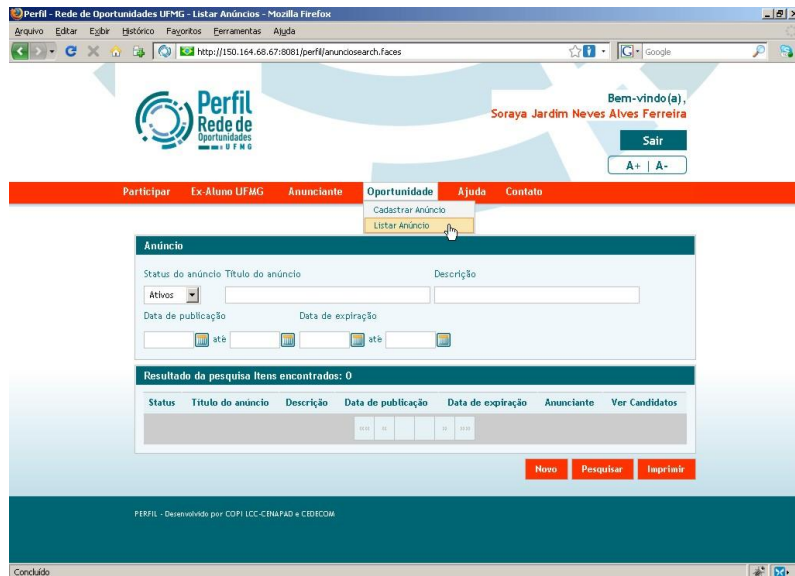 Perfil - Rede de Oportunidades UFMG - Listar Anúncios - Mozilla Firefox
Arquivo Editar Exibir Histórico Favoritos Ferramentas Ajuda
http://150.164.68.67:8081/perfil/anunciosearch.faces
Google
Perfil
Rede de
Oportunidades
UFMG
Bem-vindo(a),
Soraya Jardim Neves Alves Ferreira
Sair
A+ | A-
Participar Ex-Aluno UFMG Anunciante Oportunidade Ajuda Contato
Cadastrar Anúncio
Listar Anúncio
Anúncio
Status do anúncio Título do anúncio Descrição
Ativos
Data de publicação Data de expiração
até até
Resultado da pesquisa Itens encontrados: 0
Status Título do anúncio Descrição Data de publicação Data de expiração Anunciante Ver Candidatos
«« « » »»
Novo Pesquisar Imprimir
PERFIL - Desenvolvido por COPI LCC-CENAPAD e CEDECOM
Concluído